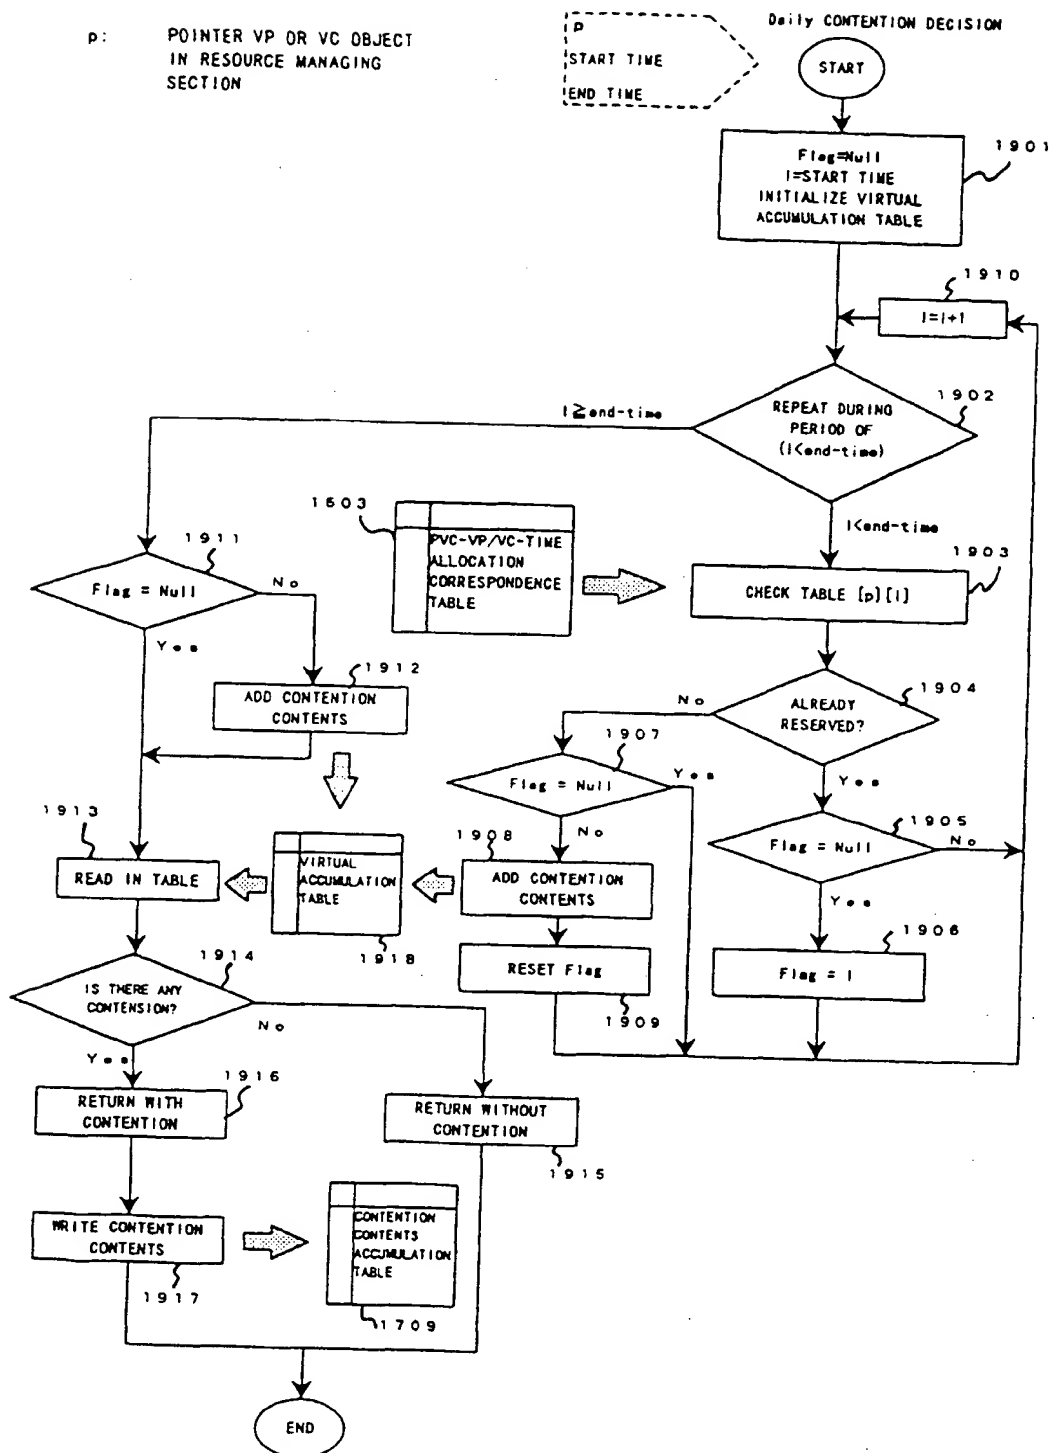 p: POINTER VP OR VC OBJECT
IN RESOURCE MANAGING
SECTION
P
START TIME
END TIME
Daily CONTENTION DECISION
START
Flag=Null
I=START TIME
INITIALIZE VIRTUAL
ACCUMULATION TABLE
1901
1910
I=I+1
REPEAT DURING
PERIOD OF
(I<end-time)
1902
I≧end-time
I<end-time
1603
PVC-VP/VC-TIME
ALLOCATION
CORRESPONDENCE
TABLE
1903
CHECK TABLE [p][I]
1911
Flag = Null
No
Yes
1912
ADD CONTENTION
CONTENTS
1904
ALREADY
RESERVED?
No
Yes
1907
Flag = Null
Yes
No
1905
Flag = Null
No
Yes
1913
READ IN TABLE
VIRTUAL
ACCUMULATION
TABLE
1918
1908
ADD CONTENTION
CONTENTS
RESET Flag
1909
1906
Flag = I
1914
IS THERE ANY
CONTENSION?
No
Yes
1916
RETURN WITH
CONTENTION
RETURN WITHOUT
CONTENTION
1915
WRITE CONTENTION
CONTENTS
1917
CONTENTION
CONTENTS
ACCUMULATION
TABLE
1709
END